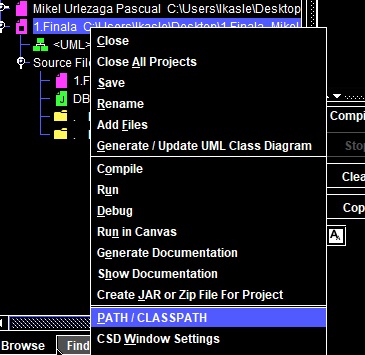 Mikel Urlezaga Pascual C:\Users\Ikasle\Desktop
1.Finala C:\Users\Ikasle\Desktop\1.Finala_Mikel
<UML>
Source File
1.F
DB
.
.
Close
Close All Projects
Save
Rename
Add Files
Generate / Update UML Class Diagram
Compile
Run
Debug
Run in Canvas
Generate Documentation
Show Documentation
Create JAR or Zip File For Project
PATH / CLASSPATH
CSD Window Settings
Compi
Sto
Clea
Cop
A
Browse Find